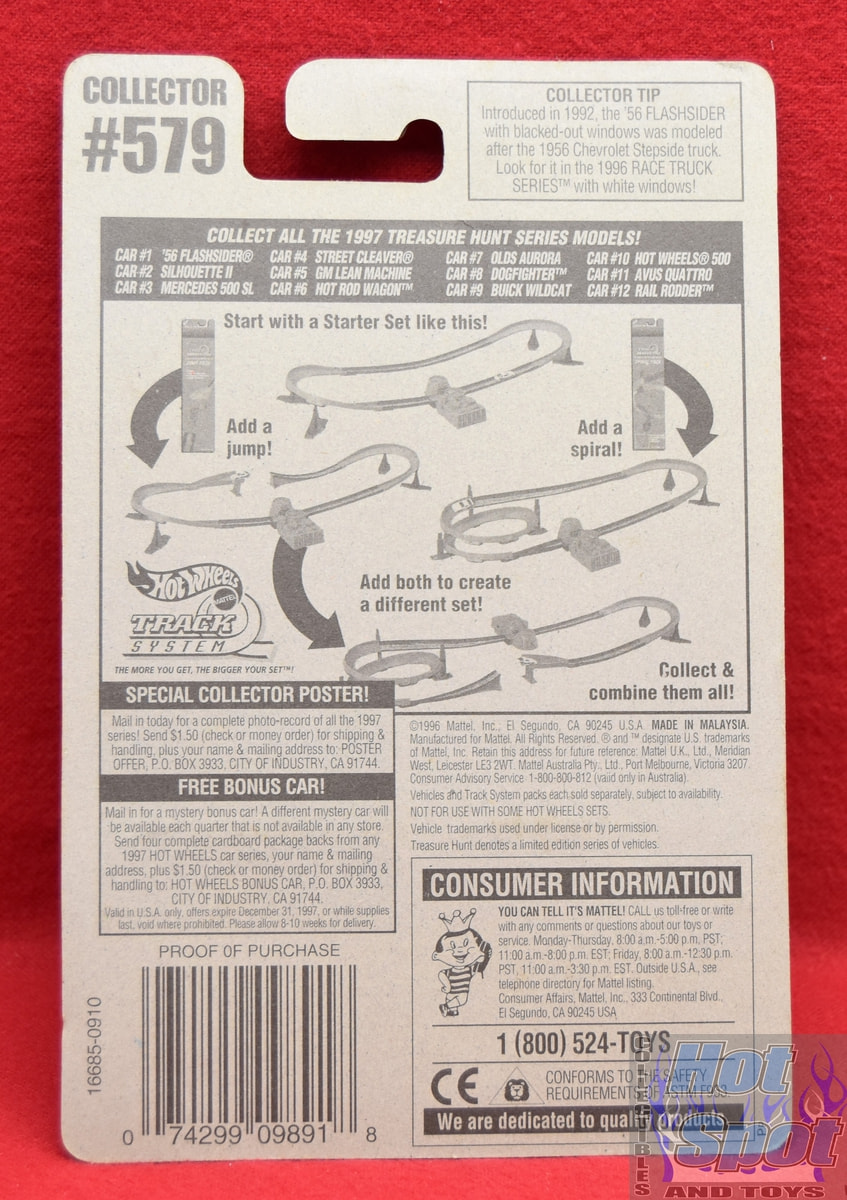 COLLECTOR
#579
COLLECTOR TIP
Introduced in 1992, the '56 FLASHSIDER
with blacked-out windows was modeled
after the 1956 Chevrolet Stepside truck.
Look for it in the 1996 RACE TRUCK
SERIES™ with white windows!
COLLECT ALL THE 1997 TREASURE HUNT SERIES MODELS!
CAR #1 '56 FLASHSIDER® CAR #4 STREET CLEAVER® CAR #7 OLDS AURORA CAR #10 HOT WHEELS® 500
CAR #2 SILHOUETTE II CAR #5 GM LEAN MACHINE CAR #8 DOGFIGHTER™ CAR #11 AVUS QUATTRO
CAR #3 MERCEDES 500 SL CAR #6 HOT ROD WAGON™ CAR #9 BUICK WILDCAT CAR #12 RAIL RODDER™
Start with a Starter Set like this!
Add a
jump!
Add a
spiral!
Add both to create
a different set!
HOT WHEELS
MATTEL
TRACK
SYSTEM
THE MORE YOU GET, THE BIGGER YOUR SET™!
Collect &
combine them all!
SPECIAL COLLECTOR POSTER!
Mail in today for a complete photo-record of all the 1997
series! Send $1.50 (check or money order) for shipping &
handling, plus your name & mailing address to: POSTER
OFFER, P.O. BOX 3933, CITY OF INDUSTRY, CA 91744.
FREE BONUS CAR!
Mail in for a mystery bonus car! A different mystery car will
be available each quarter that is not available in any store.
Send four complete cardboard package backs from any
1997 HOT WHEELS car series, your name & mailing
address, plus $1.50 (check or money order) for shipping &
handling to: HOT WHEELS BONUS CAR, P.O. BOX 3933,
CITY OF INDUSTRY, CA 91744.
Valid in U.S.A. only, offers expire December 31, 1997, or while supplies
last, void where prohibited. Please allow 8-10 weeks for delivery.
©1996 Mattel, Inc., El Segundo, CA 90245 U.S.A. MADE IN MALAYSIA.
Manufactured for Mattel. All Rights Reserved. ® and ™ designate U.S. trademarks
of Mattel, Inc. Retain this address for future reference: Mattel U.K., Ltd., Meridian
West, Leicester LE3 2WT. Mattel Australia Pty., Ltd., Port Melbourne, Victoria 3207.
Consumer Advisory Service 1-800-800-812 (valid only in Australia).
Vehicles and Track System packs each sold separately, subject to availability.
NOT FOR USE WITH SOME HOT WHEELS SETS.
Vehicle trademarks used under license or by permission.
Treasure Hunt denotes a limited edition series of vehicles.
CONSUMER INFORMATION
YOU CAN TELL IT'S MATTEL! CALL us toll-free or write
with any comments or questions about our toys or
service. Monday-Thursday, 8:00 a.m.-5:00 p.m. PST;
11:00 a.m.-8:00 p.m. EST; Friday, 8:00 a.m.-12:30 p.m.
PST, 11:00 a.m.-3:30 p.m. EST. Outside U.S.A., see
telephone directory for Mattel listing.
Consumer Affairs, Mattel, Inc., 333 Continental Blvd.,
El Segundo, CA 90245 USA
1 (800) 524-TOYS
CE
CONFORMS TO THE SAFETY
REQUIREMENTS OF ASTM F963.
We are dedicated to quality products.
PROOF OF PURCHASE
16685-0910
0 74299 09891 8
Hot
Spot
COLLECTIBLES
AND TOYS